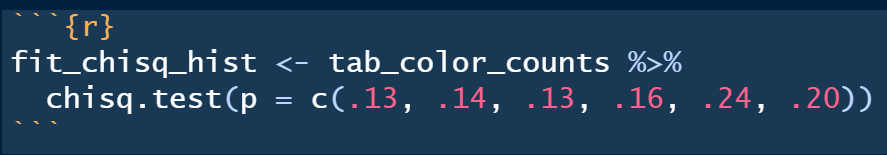 ```{r}
fit_chisq_hist <- tab_color_counts %>%
  chisq.test(p = c(.13, .14, .13, .16, .24, .20))
```